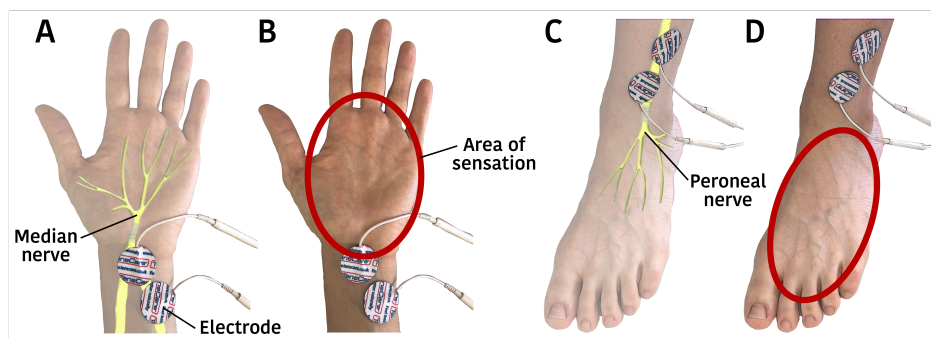 A
B
C
D
Area of
sensation
Median
nerve
Electrode
Peroneal
nerve